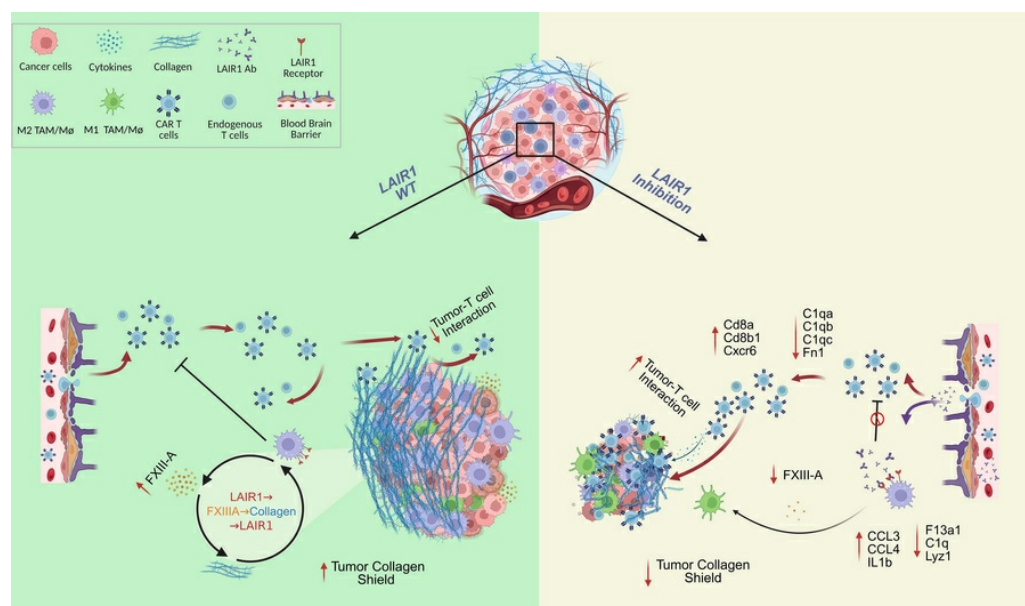 Cancer cells
Cytokines
Collagen
LAIR1 Ab
LAIR1
Receptor
M2 TAM/Mø
M1 TAM/Mø
CAR T
cells
Endogenous
T cells
Blood Brain
Barrier
LAIR1
WT
LAIR1
Inhibition
Tumor-T cell
Interaction
FXIII-A
LAIR1→
FXIIIA→Collagen
→LAIR1
Tumor Collagen
Shield
Cd8a
Cd8b1
Cxcr6
C1qa
C1qb
C1qc
Fn1
Tumor-T cell
Interaction
FXIII-A
CCL3
CCL4
IL1b
F13a1
C1q
Lyz1
Tumor Collagen
Shield